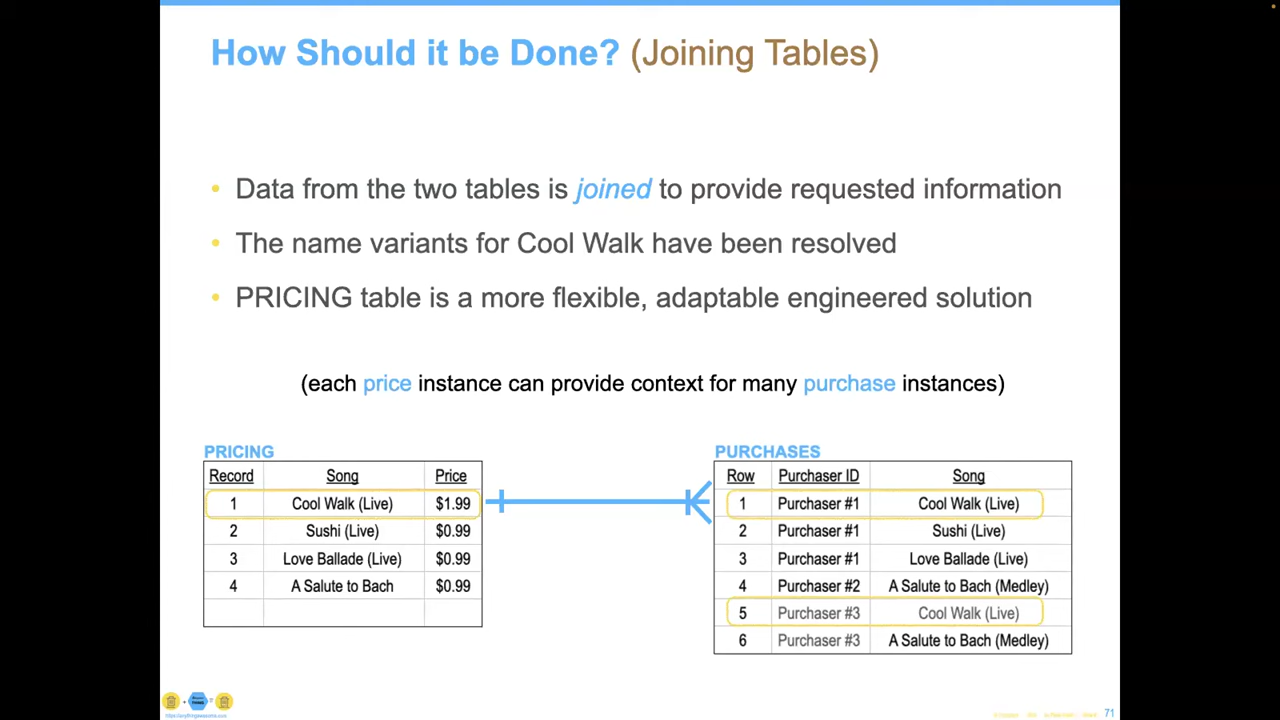 How Should it be Done? (Joining Tables)
• Data from the two tables is joined to provide requested information
• The name variants for Cool Walk have been resolved
• PRICING table is a more flexible, adaptable engineered solution
(each price instance can provide context for many purchase instances)
PRICING
Record Song Price
1 Cool Walk (Live) $1.99
2 Sushi (Live) $0.99
3 Love Ballade (Live) $0.99
4 A Salute to Bach $0.99
PURCHASES
Row Purchaser ID Song
1 Purchaser #1 Cool Walk (Live)
2 Purchaser #1 Sushi (Live)
3 Purchaser #1 Love Ballade (Live)
4 Purchaser #2 A Salute to Bach (Medley)
5 Purchaser #3 Cool Walk (Live)
6 Purchaser #3 A Salute to Bach (Medley)
71